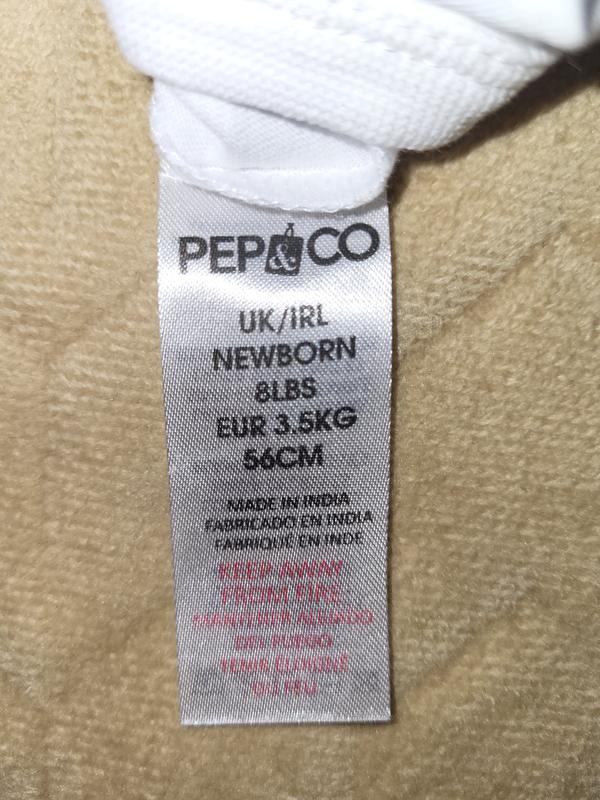 PEP&CO
UK/IRL
NEWBORN
8LBS
EUR 3.5KG
56CM
MADE IN INDIA
FABRICADO EN INDIA
FABRIQUÉ EN INDE
KEEP AWAY
FROM FIRE
MANTENER ALEJADO
DEL FUEGO
TENIR ÉLOIGNÉ
DU FEU